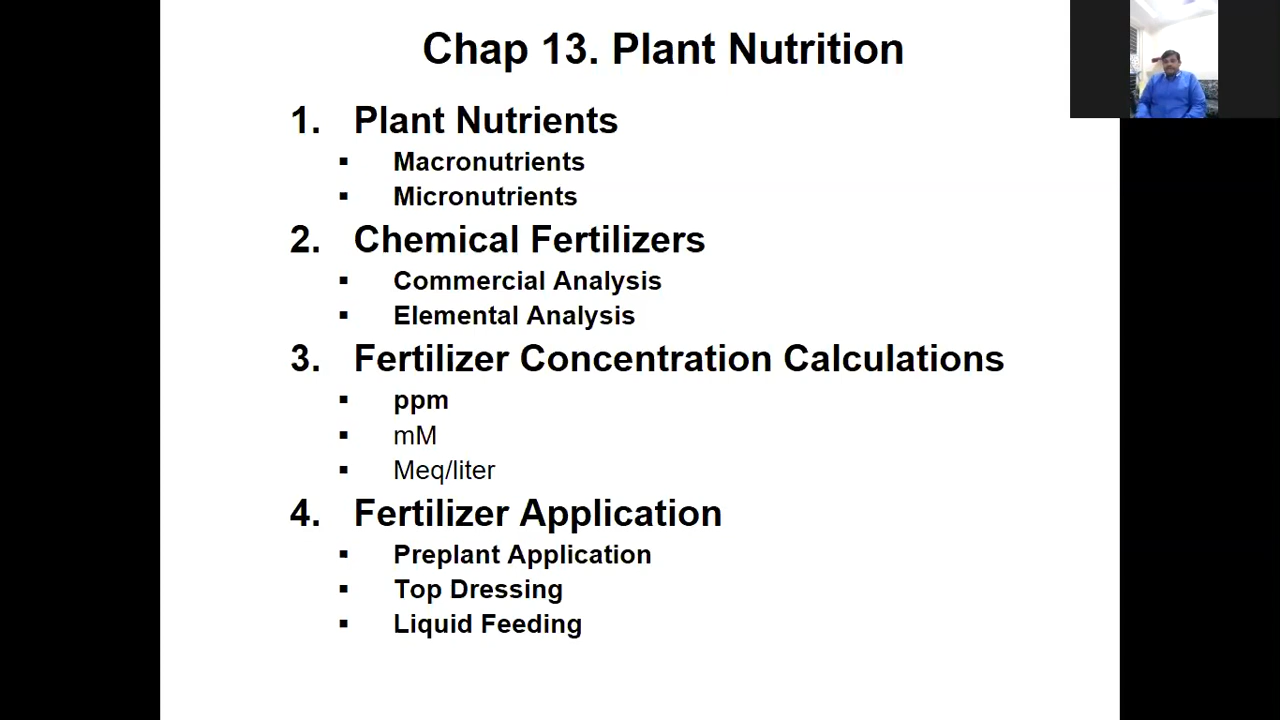 Chap 13. Plant Nutrition
1. Plant Nutrients
▪ Macronutrients
▪ Micronutrients
2. Chemical Fertilizers
▪ Commercial Analysis
▪ Elemental Analysis
3. Fertilizer Concentration Calculations
▪ ppm
▪ mM
▪ Meq/liter
4. Fertilizer Application
▪ Preplant Application
▪ Top Dressing
▪ Liquid Feeding